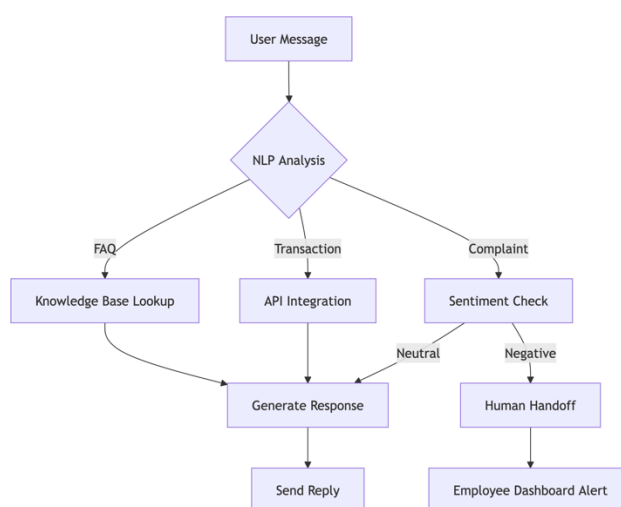 User Message
NLP Analysis
FAQ
Transaction
Complaint
Knowledge Base Lookup
API Integration
Sentiment Check
Neutral
Negative
Generate Response
Human Handoff
Send Reply
Employee Dashboard Alert